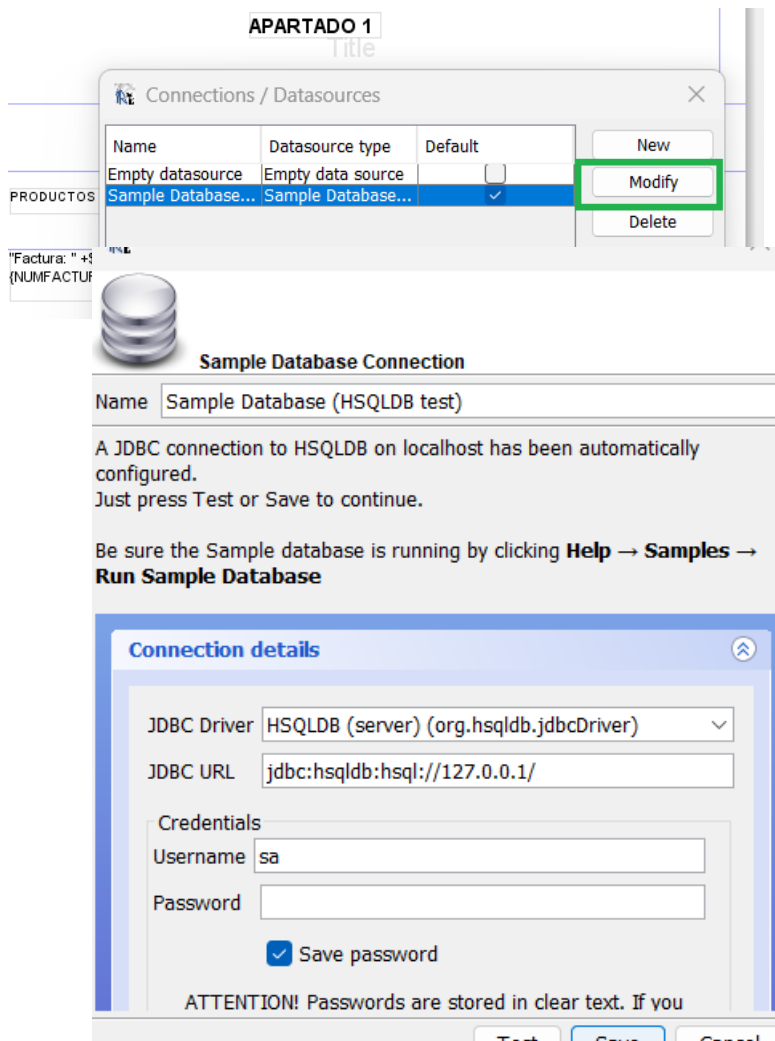 APARTADO 1
Title
Connections / Datasources
Name Datasource type Default
New
Empty datasource Empty data source
Modify
Sample Database... Sample Database...
PRODUCTOS
Delete
"Factura: " +$
{NUMFACTUR
Sample Database Connection
Name Sample Database (HSQLDB test)
A JDBC connection to HSQLDB on localhost has been automatically
configured.
Just press Test or Save to continue.
Be sure the Sample database is running by clicking Help → Samples →
Run Sample Database
Connection details
JDBC Driver HSQLDB (server) (org.hsqldb.jdbcDriver)
JDBC URL jdbc:hsqldb:hsql://127.0.0.1/
Credentials
Username sa
Password
Save password
ATTENTION! Passwords are stored in clear text. If you
Test Save Cancel